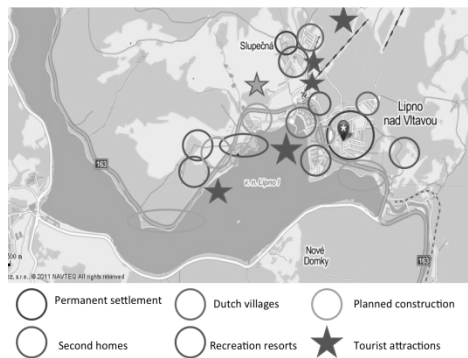 Slupečná
Lipno
nad Vltavou
163
v. n. Lipno I
Nové
Domky
163
© 2011 NAVTEQ All rights reserved
Permanent settlement
Dutch villages
Planned construction
Second homes
Recreation resorts
Tourist attractions